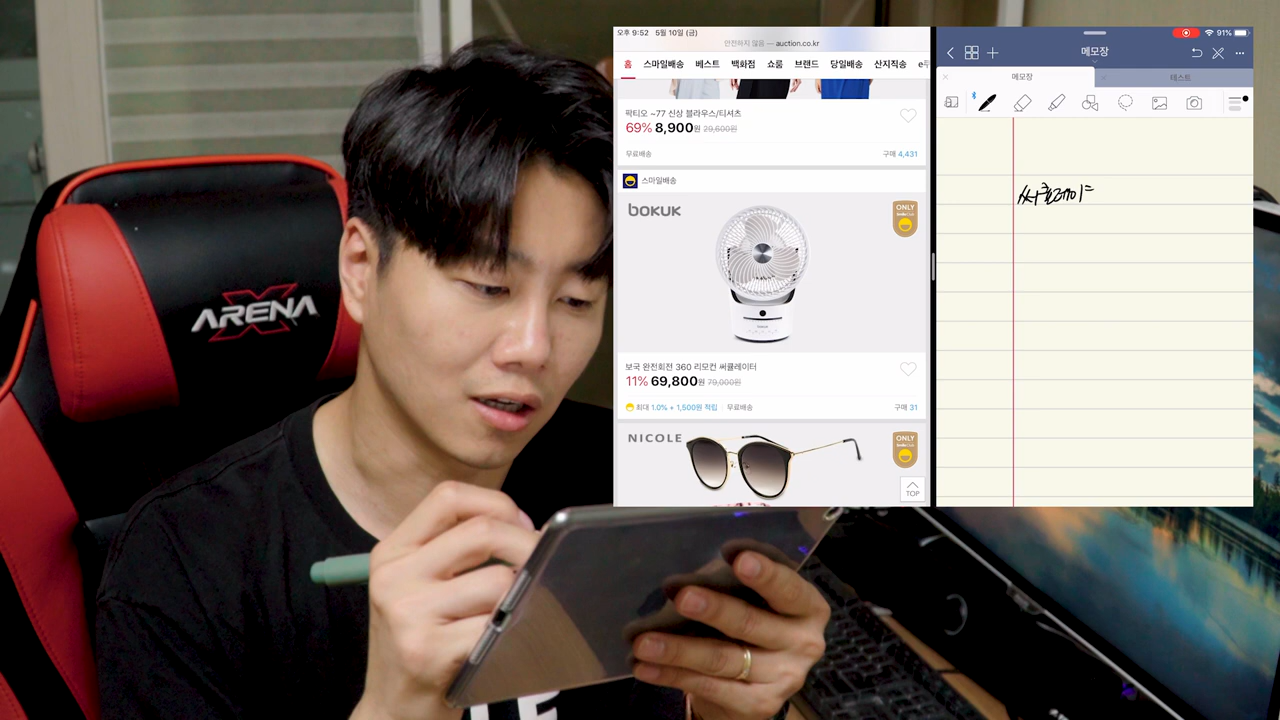 오후 9:52 5월 10일 (금)
안전하지 않음 — auction.co.kr
홈 스마일배송 베스트 백화점 쇼룸 브랜드 당일배송 산지직송
팍티오 ~77 신상 블라우스/티셔츠
69% 8,900원 29,600원
무료배송 구매 4,431
스마일배송
BOKUK
ONLY
보국 완전회전 360 리모컨 써큘레이터
11% 69,800원 79,000원
최대 1.0% + 1,500원 적립 무료배송 구매 31
NICOLE
ONLY
TOP
91%
메모장
메모장 테스트
ARENA
X